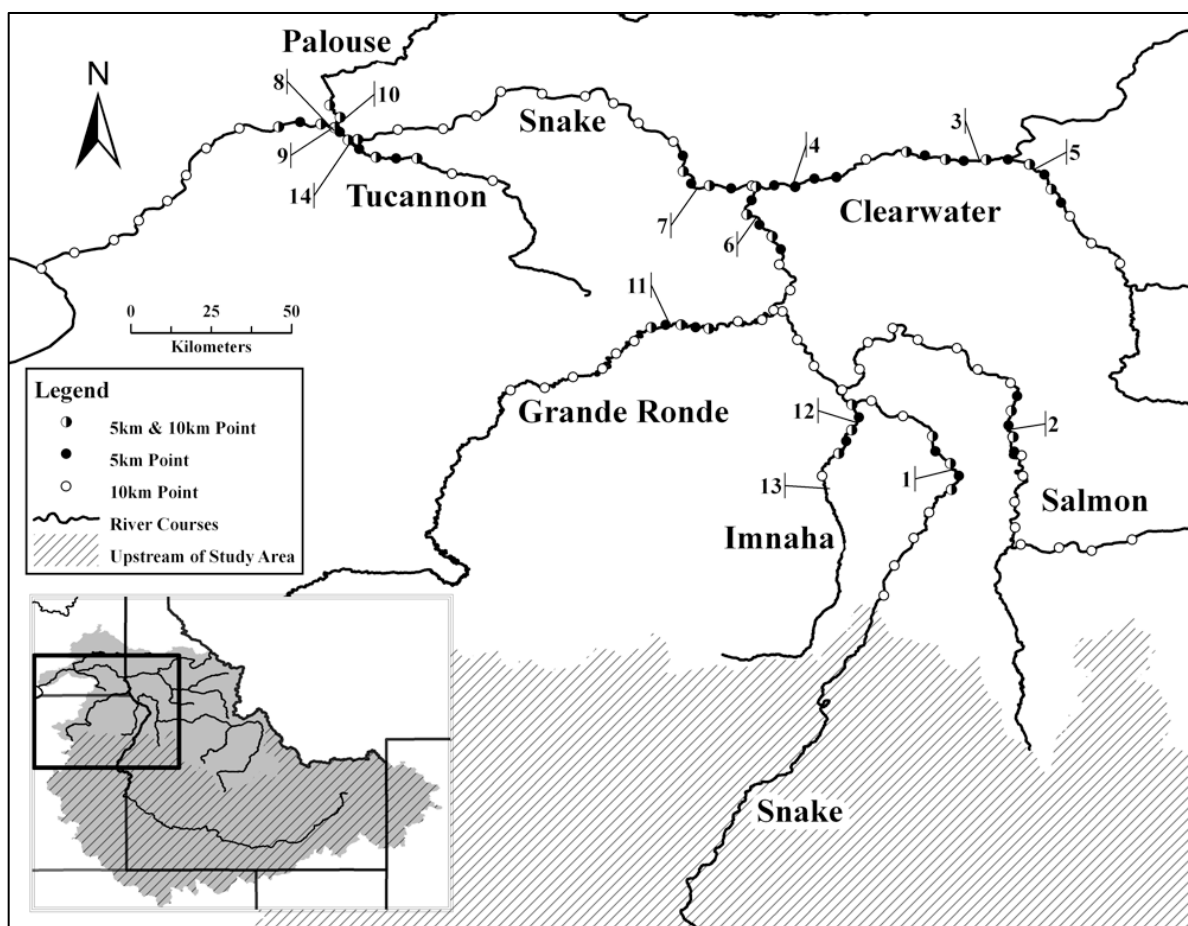 Palouse
N
8
10
Snake
3
4
5
9
14
Tucannon
Clearwater
7
6
11
0 25 50
Kilometers
Legend
5km & 10km Point
5km Point
10km Point
River Courses
Upstream of Study Area
Grande Ronde
12
2
1
13
Salmon
Imnaha
Snake